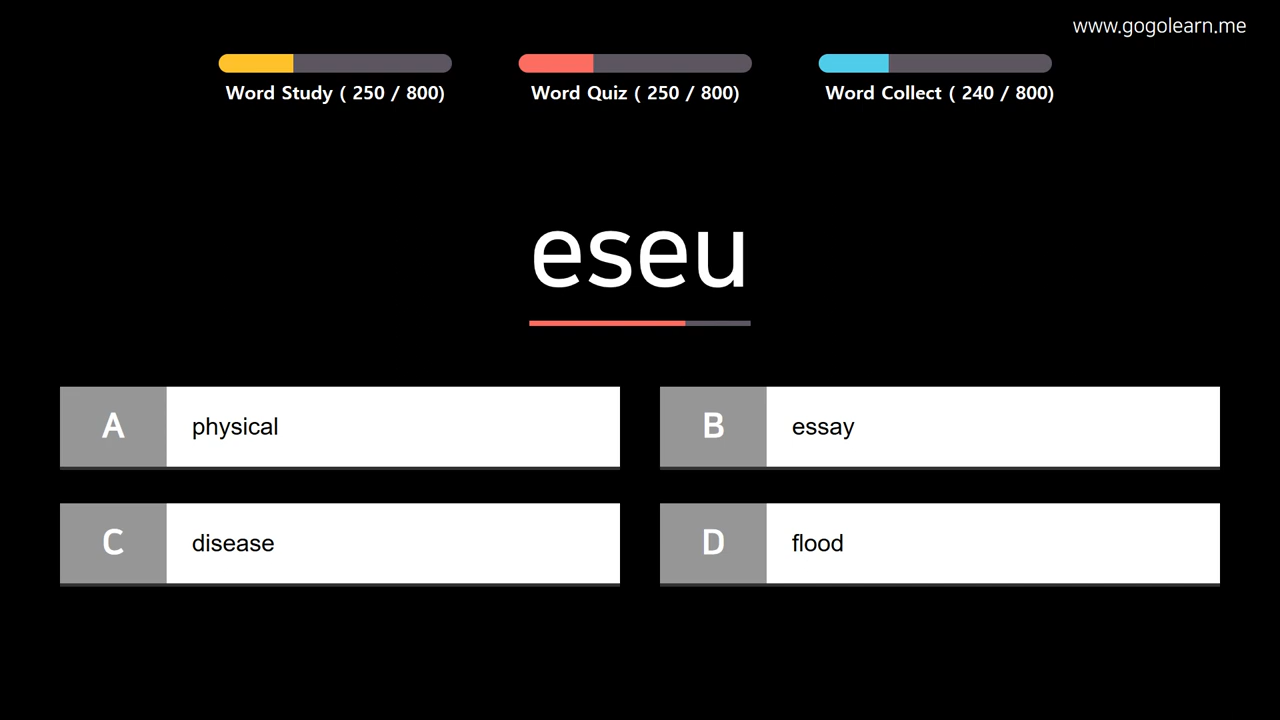 www.gogolearn.me
Word Study ( 250 / 800)
Word Quiz ( 250 / 800)
Word Collect ( 240 / 800)
eseu
A physical
B essay
C disease
D flood